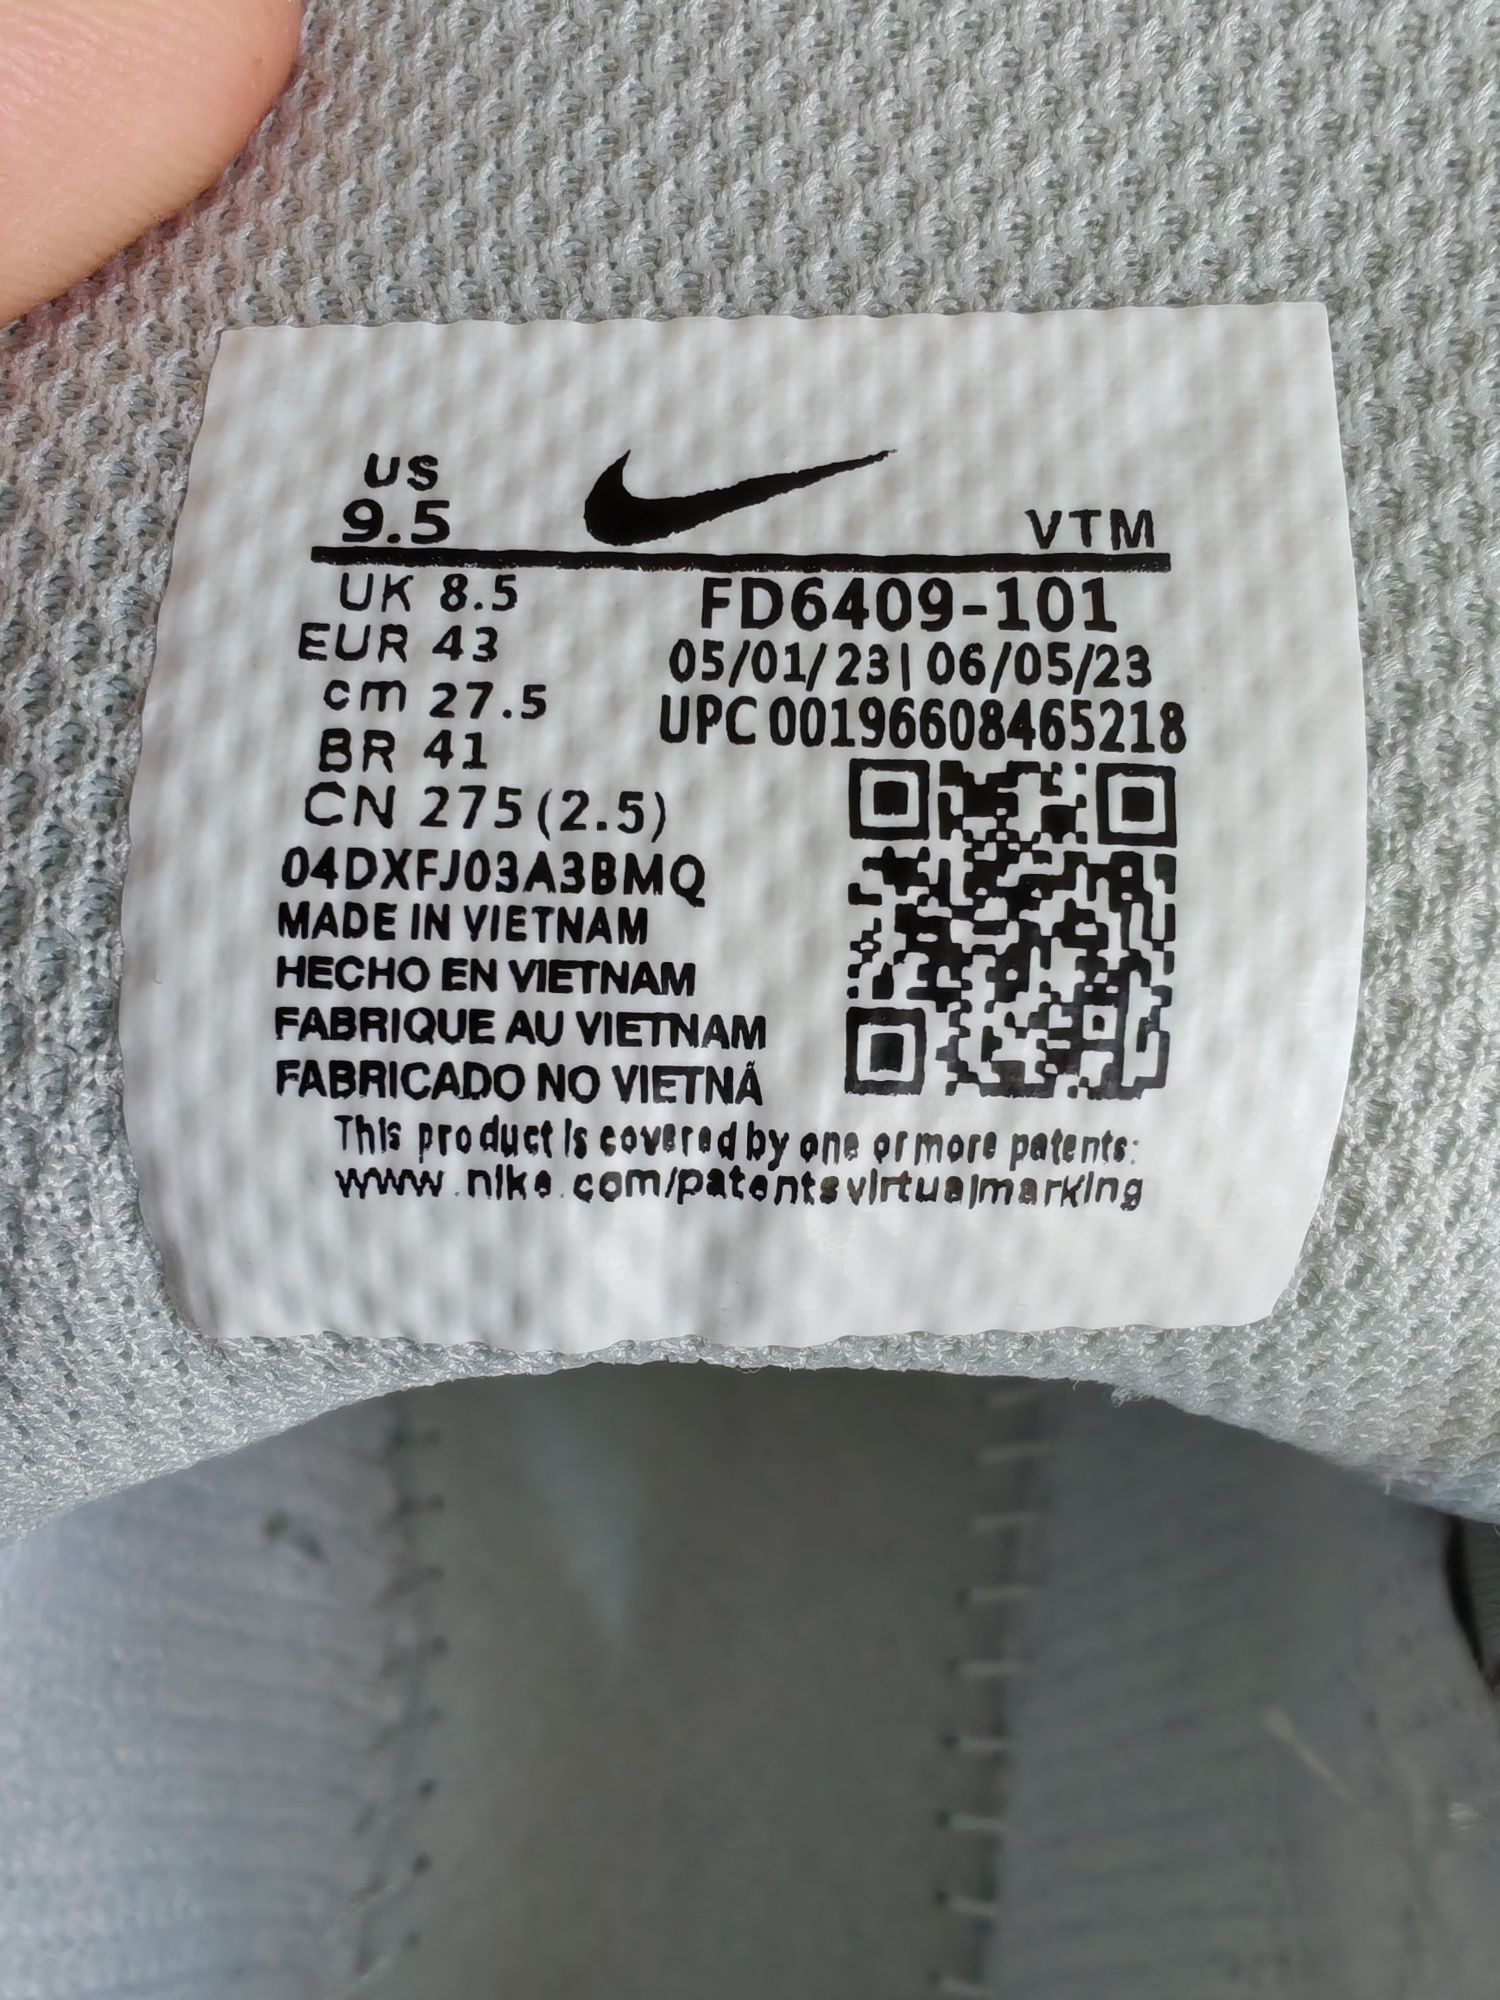 US
9.5
VTM
UK 8.5
EUR 43
cm 27.5
BR 41
CN 275(2.5)
FD6409-101
05/01/23| 06/05/23
UPC 00196608465218
04DXFJ03A3BMQ
MADE IN VIETNAM
HECHO EN VIETNAM
FABRIQUE AU VIETNAM
FABRICADO NO VIETNÃ
This product is covered by one or more patents:
www.nike.com/patentsvirtualmarking